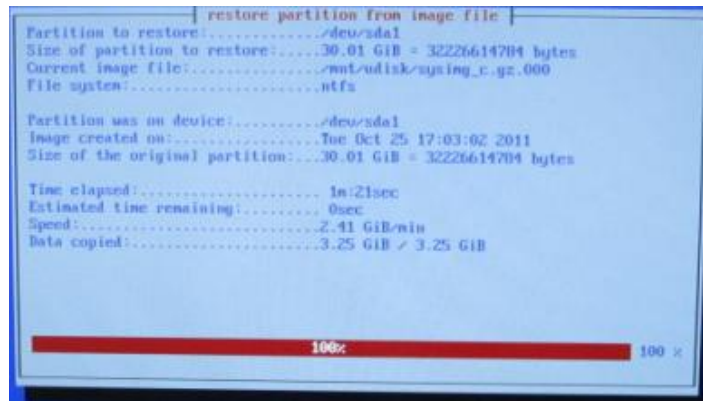 restore partition from image file
Partition to restore:............../dev/sda1
Size of partition to restore:.....30.01 GiB = 32226614784 bytes
Current image file:.............../mnt/udisk/sysimg_c.gz.000
File system:......................ntfs
Partition was on device:........../dev/sda1
Image created on:.................Tue Oct 25 17:03:02 2011
Size of the original partition:...30.01 GiB = 32226614784 bytes
Time elapsed:..................... 1m:21sec
Estimated time remaining:......... 0sec
Speed:............................2.41 GiB/min
Data copied:......................3.25 GiB / 3.25 GiB
100%
100 %